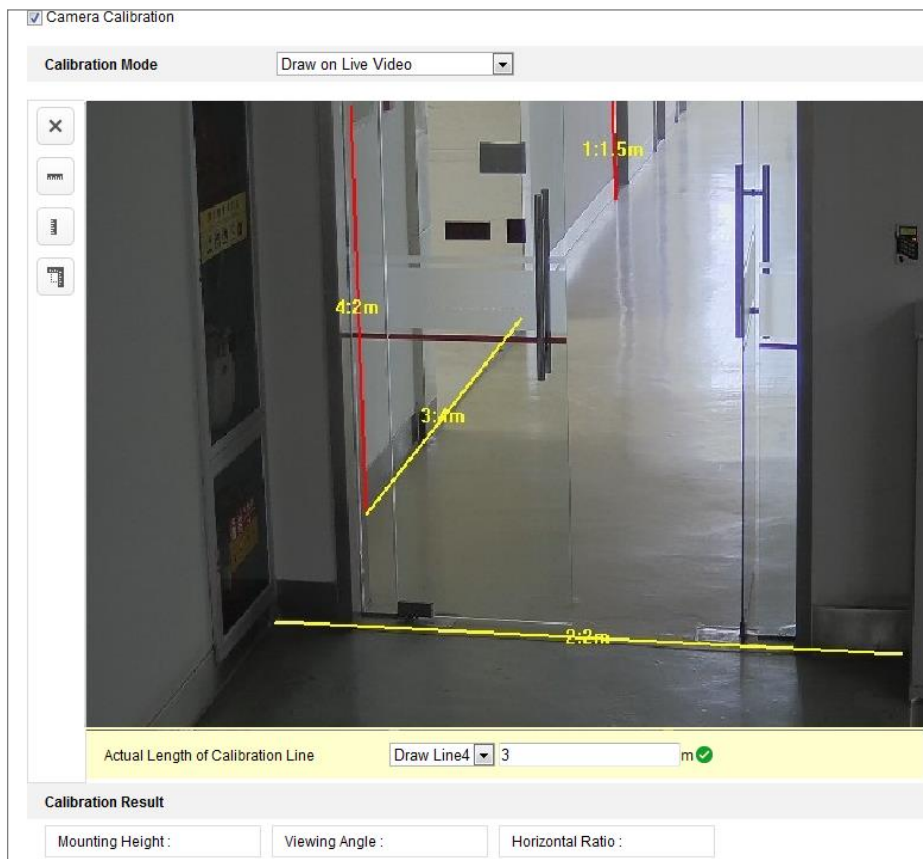 Camera Calibration
Calibration Mode Draw on Live Video
1:1.5m
4:2m
3:4m
2:2m
Actual Length of Calibration Line Draw Line4 3 m
Calibration Result
Mounting Height : Viewing Angle : Horizontal Ratio :